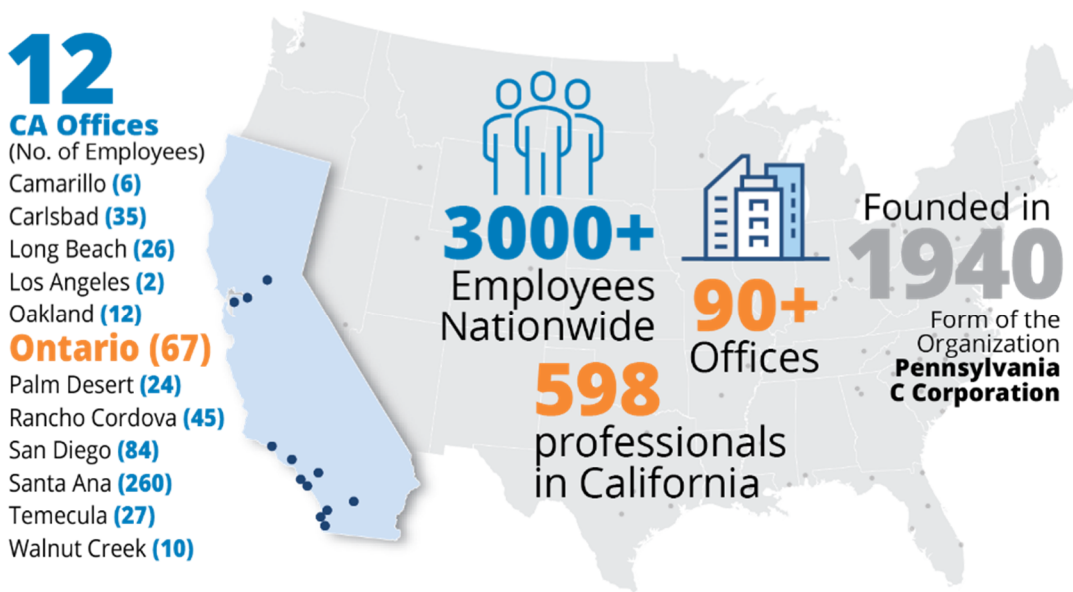 12
CA Offices
(No. of Employees)
Camarillo (6)
Carlsbad (35)
Long Beach (26)
Los Angeles (2)
Oakland (12)
Ontario (67)
Palm Desert (24)
Rancho Cordova (45)
San Diego (84)
Santa Ana (260)
Temecula (27)
Walnut Creek (10)
3000+
Employees
Nationwide
598
professionals
in California
90+
Offices
Founded in
1940
Form of the
Organization
Pennsylvania
C Corporation